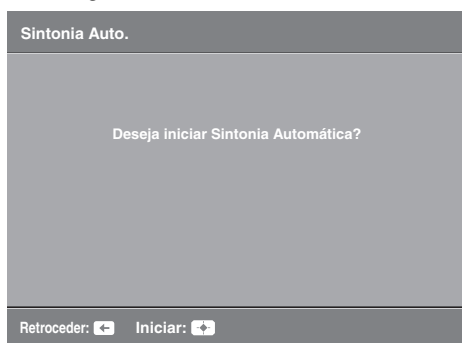 Sintonia Auto.
Deseja iniciar Sintonia Automática?
Retroceder: Iniciar: